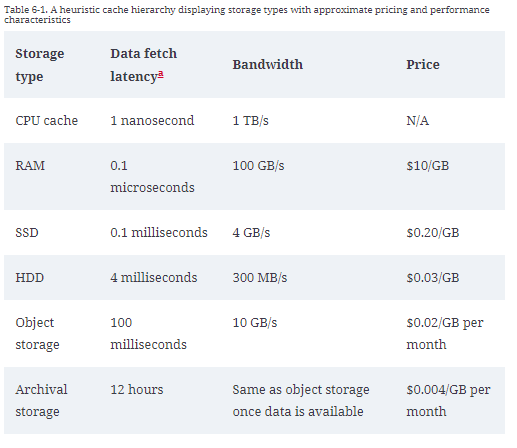 Table 6-1. A heuristic cache hierarchy displaying storage types with approximate pricing and performance
characteristics
Storage type Data fetch latencyª Bandwidth Price
CPU cache 1 nanosecond 1 TB/s N/A
RAM 0.1 microseconds 100 GB/s $10/GB
SSD 0.1 milliseconds 4 GB/s $0.20/GB
HDD 4 milliseconds 300 MB/s $0.03/GB
Object storage 100 milliseconds 10 GB/s $0.02/GB per month
Archival storage 12 hours Same as object storage once data is available $0.004/GB per month